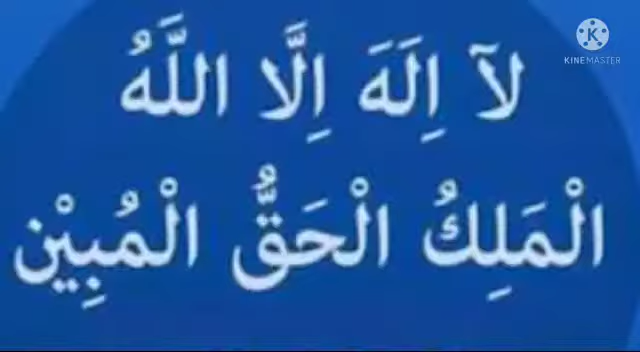 لآ اِلَهَ اِلَّا اللَّهُ
الْمَلِكُ الْحَقُّ الْمُبِيْن
KINEMASTER